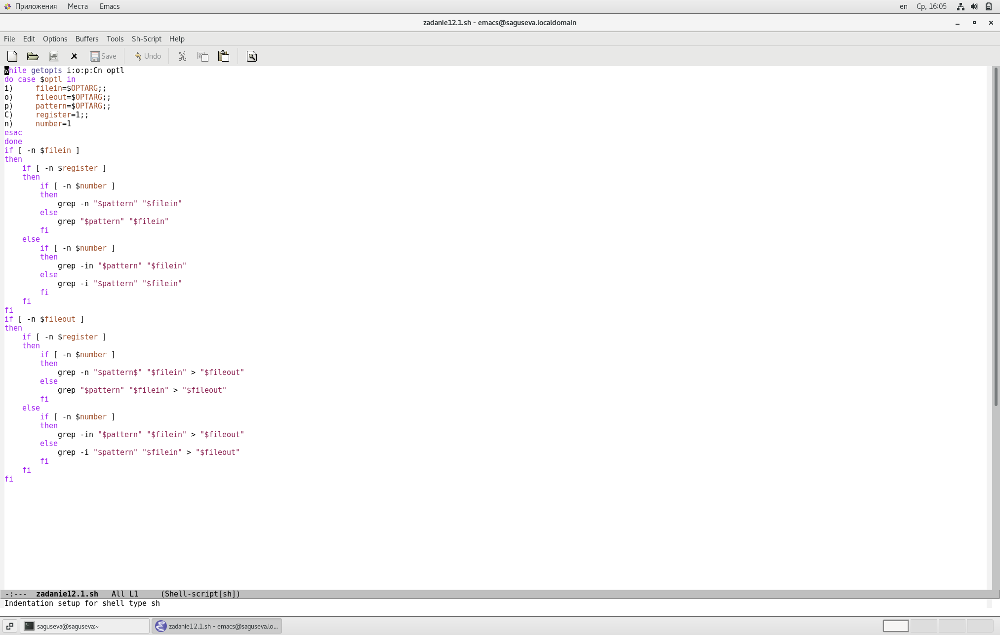 Приложения Места Emacs en Ср, 16:05
zadanie12.1.sh - emacs@saguseva.localdomain
File Edit Options Buffers Tools Sh-Script Help
Save Undo
while getopts i:o:p:Cn optl
do case $optl in
i)     filein=$OPTARG;;
o)     fileout=$OPTARG;;
p)     pattern=$OPTARG;;
C)     register=1;;
n)     number=1
esac
done
if [ -n $filein ]
then
    if [ -n $register ]
    then
        if [ -n $number ]
        then
            grep -n "$pattern" "$filein"
        else
            grep "$pattern" "$filein"
        fi
    else
        if [ -n $number ]
        then
            grep -in "$pattern" "$filein"
        else
            grep -i "$pattern" "$filein"
        fi
    fi
fi
if [ -n $fileout ]
then
    if [ -n $register ]
    then
        if [ -n $number ]
        then
            grep -n "$pattern$" "$filein" > "$fileout"
        else
            grep "$pattern" "$filein" > "$fileout"
        fi
    else
        if [ -n $number ]
        then
            grep -in "$pattern" "$filein" > "$fileout"
        else
            grep -i "$pattern" "$filein" > "$fileout"
        fi
    fi
fi
-:---  zadanie12.1.sh   All L1     (Shell-script[sh])
Indentation setup for shell type sh
saguseva@saguseva:~ zadanie12.1.sh - emacs@saguseva.lo...